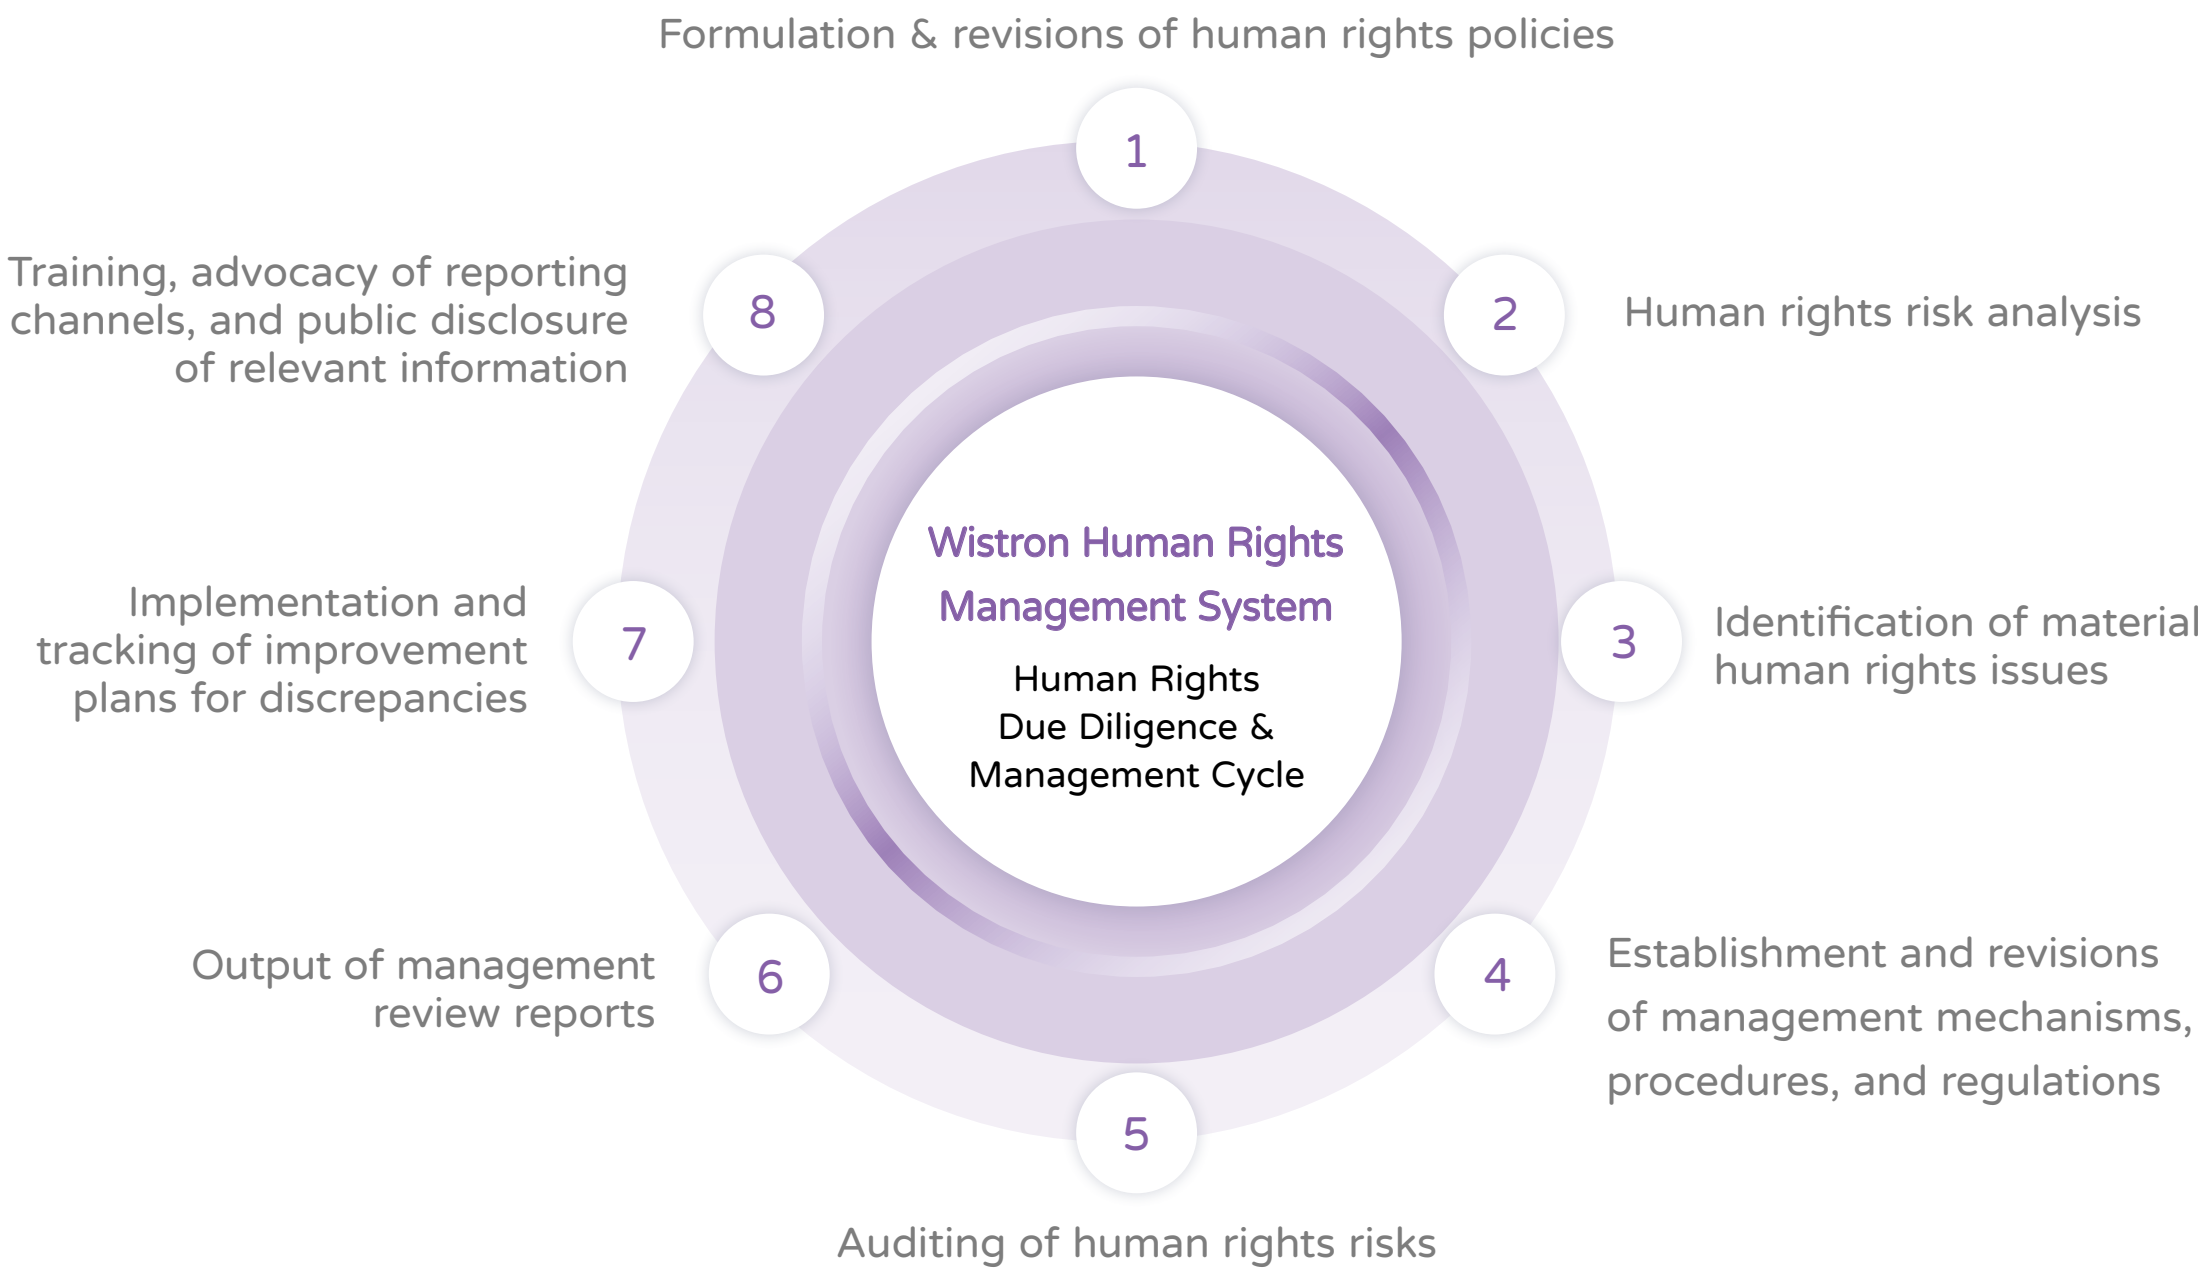 Formulation & revisions of human rights policies
1
2
Human rights risk analysis
3
Identification of material
human rights issues
4
Establishment and revisions
of management mechanisms,
procedures, and regulations
5
Auditing of human rights risks
6
Output of management
review reports
7
Implementation and
tracking of improvement
plans for discrepancies
8
Training, advocacy of reporting
channels, and public disclosure
of relevant information
Wistron Human Rights
Management System
Human Rights
Due Diligence &
Management Cycle